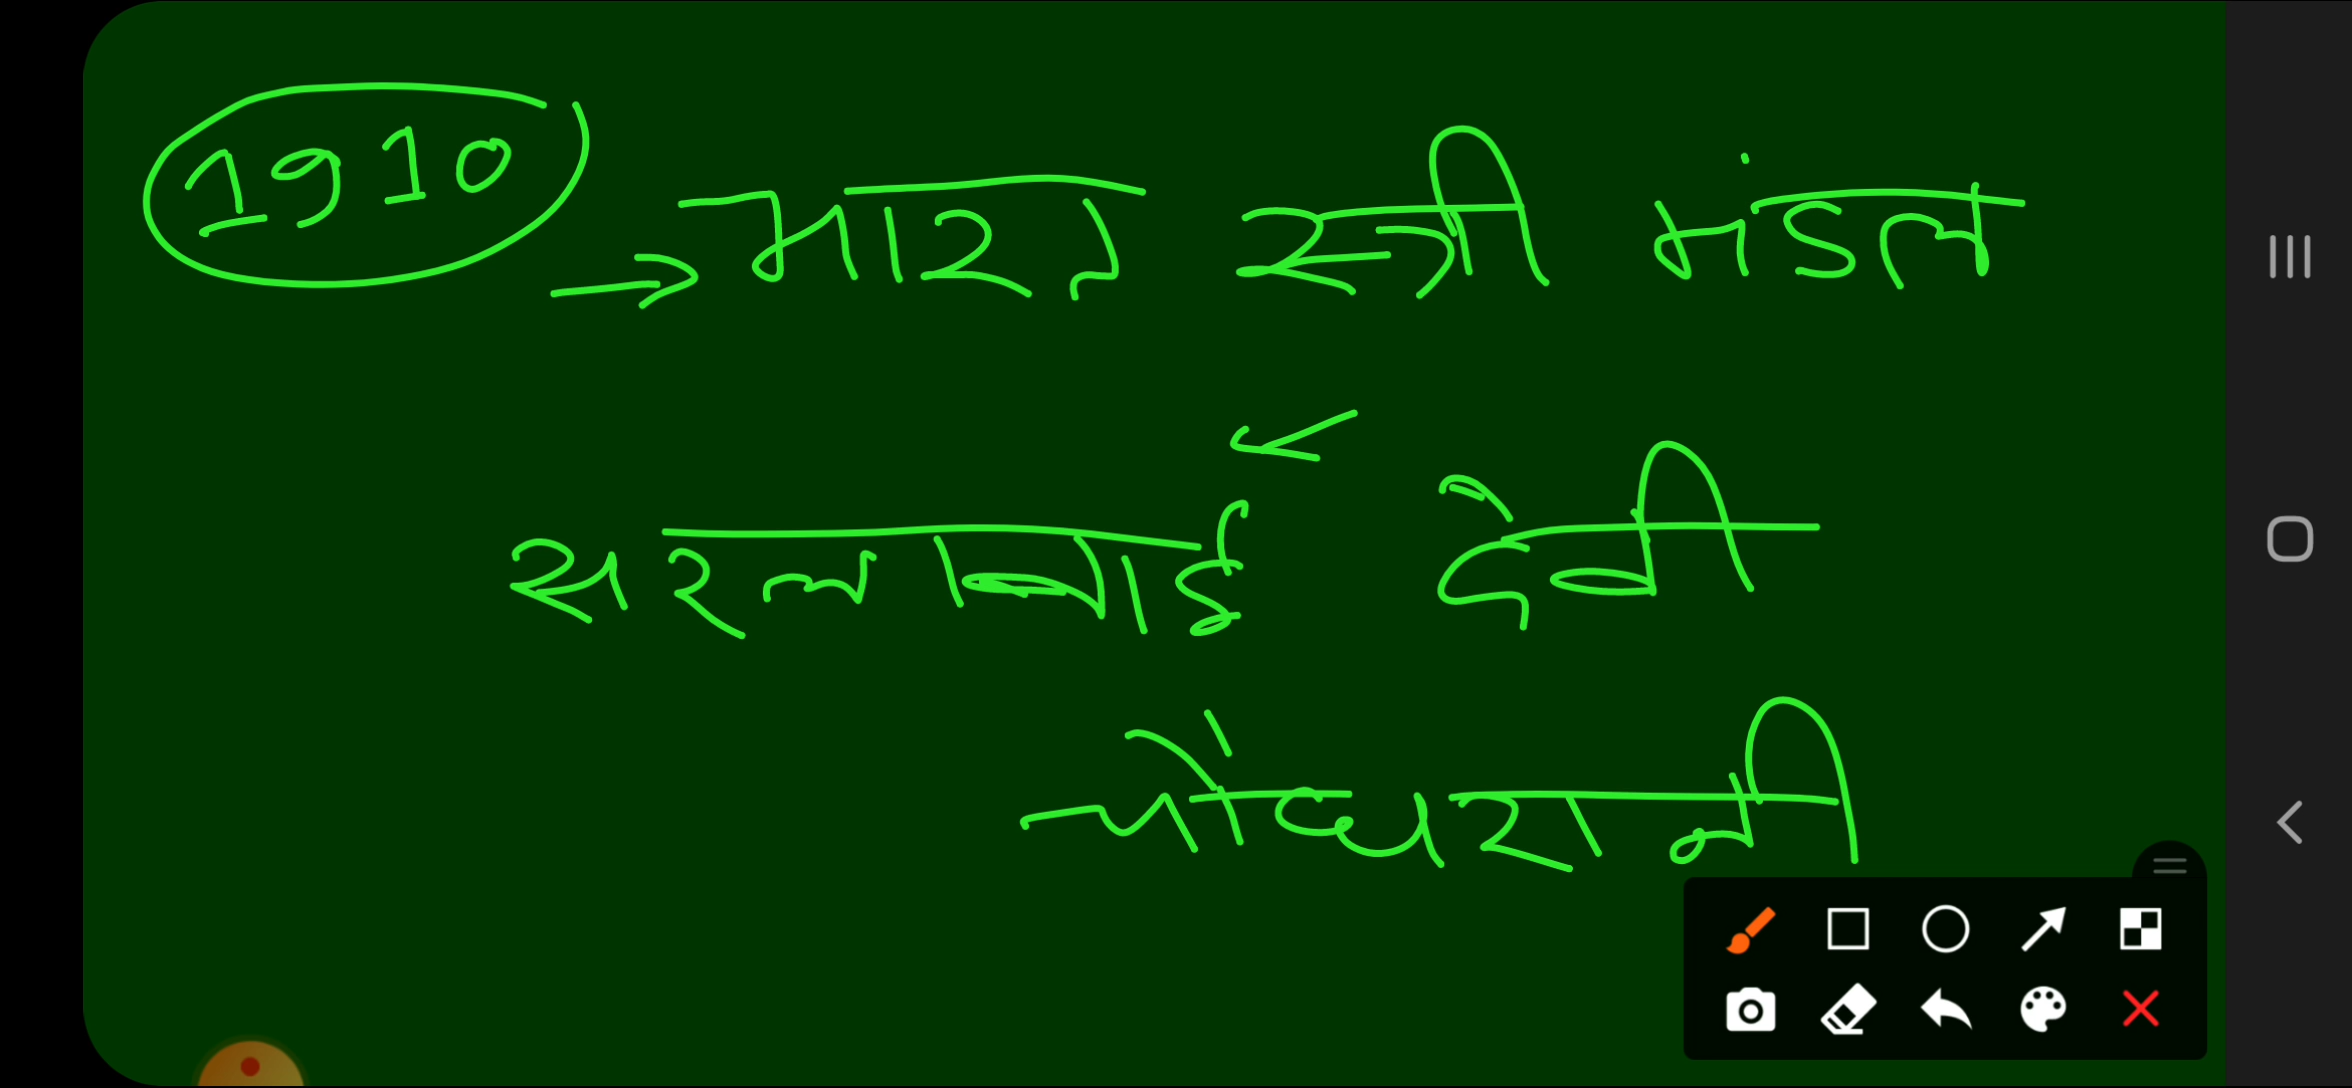 1910 → भारत स्त्री मंडल
सरलाबाई देवी
चौधरानी